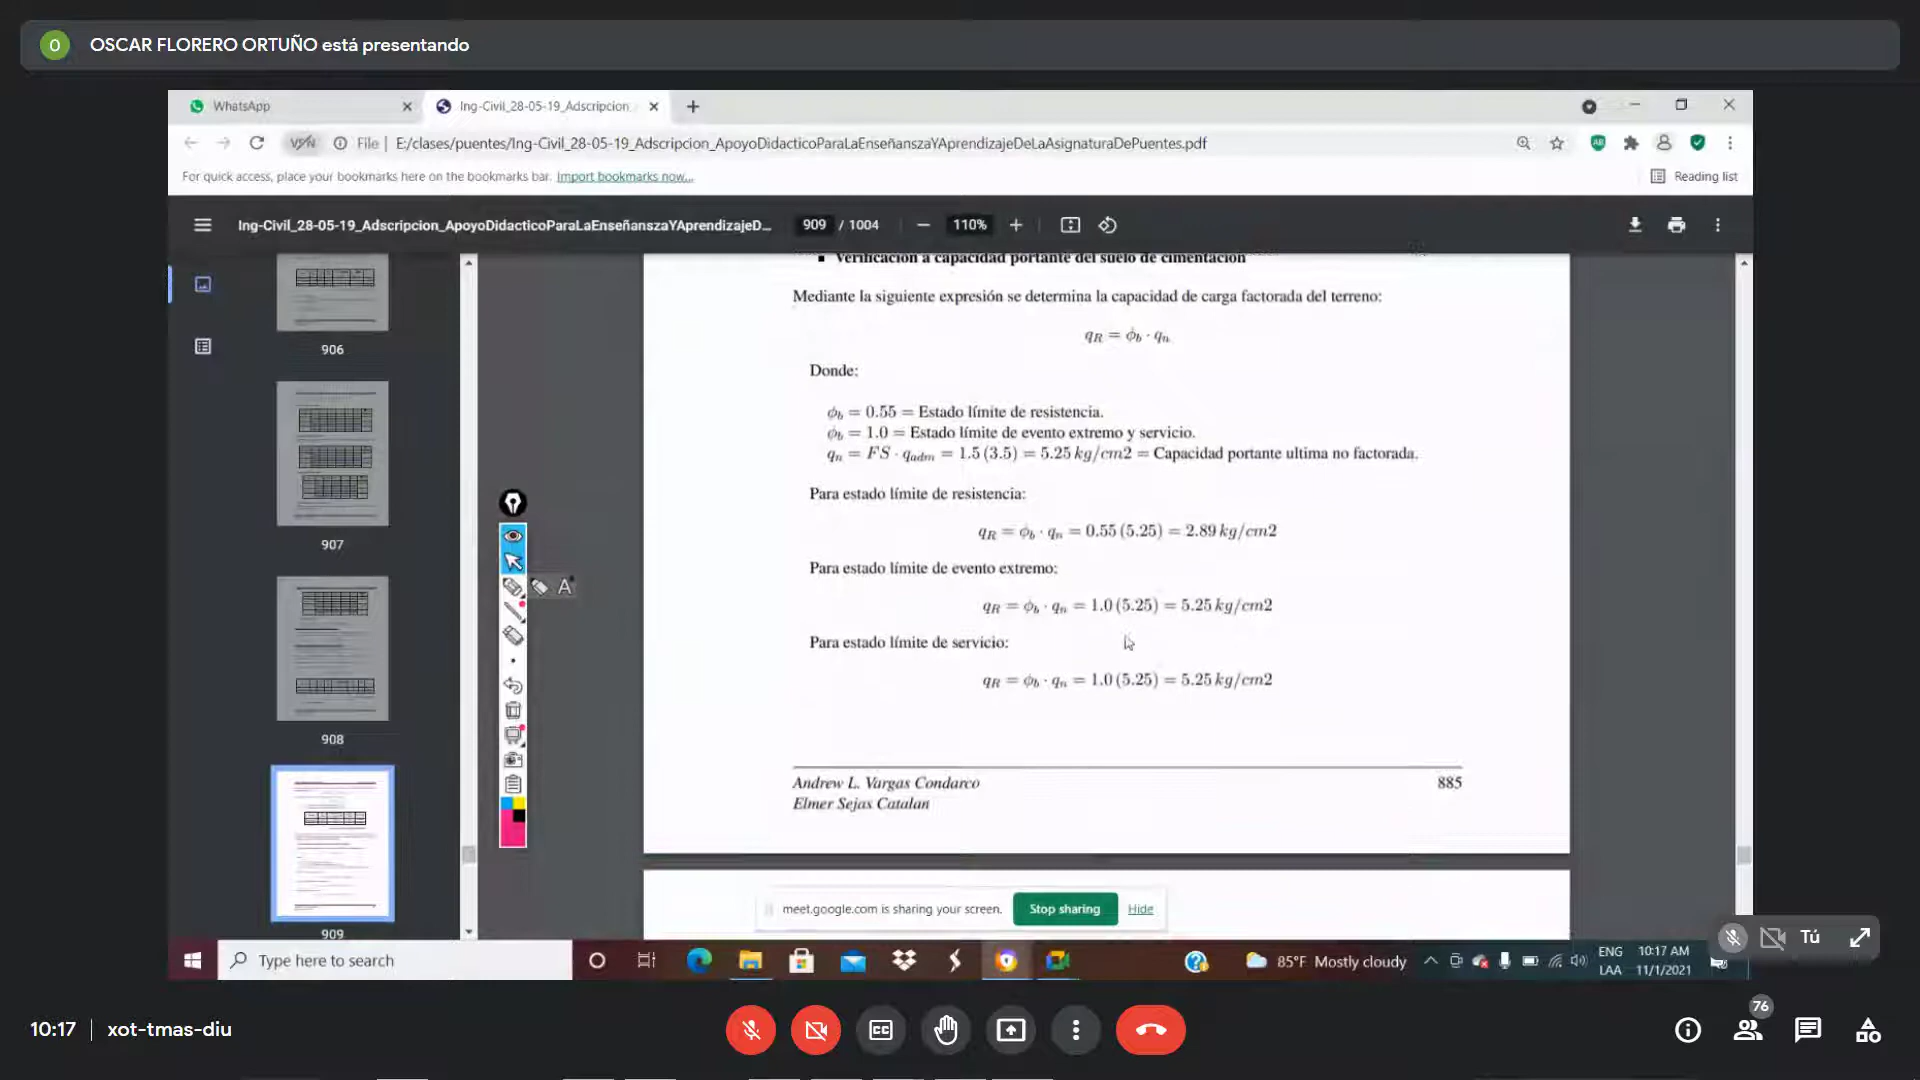 O OSCAR FLORERO ORTUÑO está presentando
WhatsApp
Ing-Civil_28-05-19_Adscripcion_
VPN File E:/clases/puentes/Ing-Civil_28-05-19_Adscripcion_ApoyoDidacticoParaLaEnseñanszaYAprendizajeDeLaAsignaturaDePuentes.pdf
For quick access, place your bookmarks here on the bookmarks bar. Import bookmarks now...
Reading list
Ing-Civil_28-05-19_Adscripcion_ApoyoDidacticoParaLaEnseñanszaYAprendizajeD... 909 / 1004 − 110% +
906
907
908
909
▪ Verificación a capacidad portante del suelo de cimentación
Mediante la siguiente expresión se determina la capacidad de carga factorada del terreno:
qR = ϕb · qn
Donde:
ϕb = 0.55 = Estado límite de resistencia.
ϕb = 1.0 = Estado límite de evento extremo y servicio.
qn = FS · qadm = 1.5 (3.5) = 5.25 kg/cm2 = Capacidad portante ultima no factorada.
Para estado límite de resistencia:
qR = ϕb · qn = 0.55 (5.25) = 2.89 kg/cm2
Para estado límite de evento extremo:
qR = ϕb · qn = 1.0 (5.25) = 5.25 kg/cm2
Para estado límite de servicio:
qR = ϕb · qn = 1.0 (5.25) = 5.25 kg/cm2
A
Andrew L. Vargas Condarco
885
Elmer Sejas Catalan
meet.google.com is sharing your screen. Stop sharing Hide
Tú
Type here to search
85°F Mostly cloudy
ENG
LAA
10:17 AM
11/1/2021
10:17 | xot-tmas-diu
CC
76